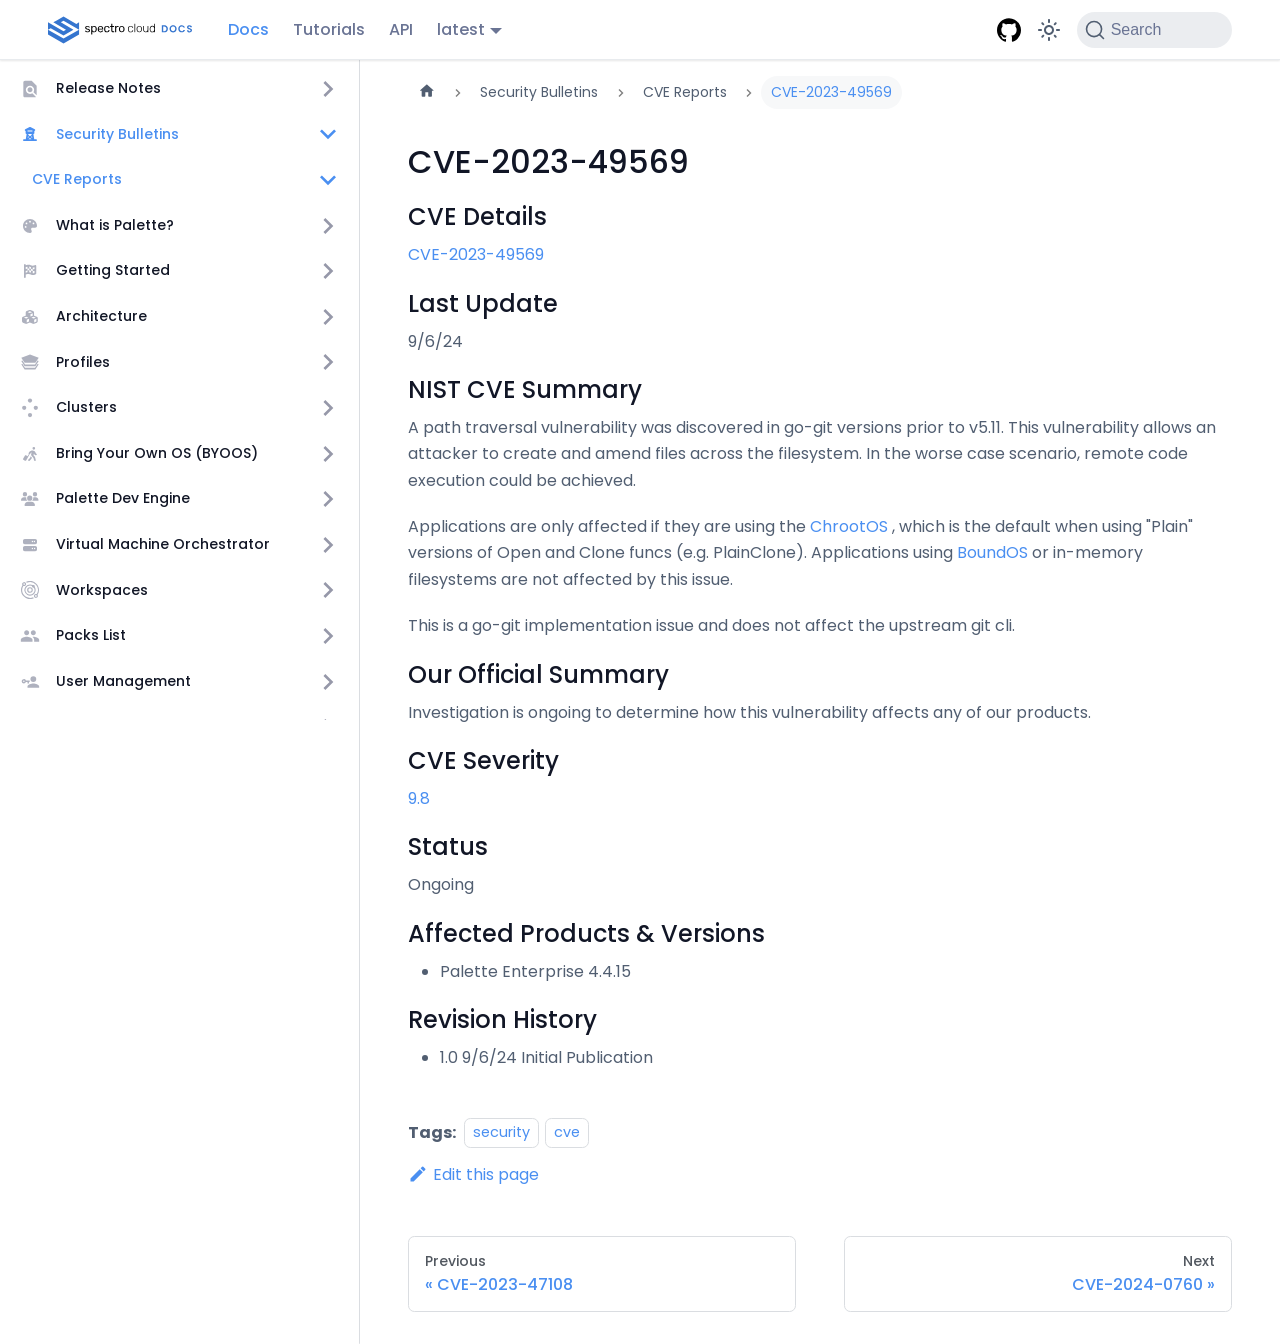 spectro cloud DOCS
Docs
Tutorials
API
latest
Search
Release Notes
Security Bulletins
CVE Reports
What is Palette?
Getting Started
Architecture
Profiles
Clusters
Bring Your Own OS (BYOOS)
Palette Dev Engine
Virtual Machine Orchestrator
Workspaces
Packs List
User Management
Security Bulletins
CVE Reports
CVE-2023-49569
CVE-2023-49569
CVE Details
CVE-2023-49569
Last Update
9/6/24
NIST CVE Summary
A path traversal vulnerability was discovered in go-git versions prior to v5.11. This vulnerability allows an
attacker to create and amend files across the filesystem. In the worse case scenario, remote code
execution could be achieved.
Applications are only affected if they are using the ChrootOS , which is the default when using "Plain"
versions of Open and Clone funcs (e.g. PlainClone). Applications using BoundOS or in-memory
filesystems are not affected by this issue.
This is a go-git implementation issue and does not affect the upstream git cli.
Our Official Summary
Investigation is ongoing to determine how this vulnerability affects any of our products.
CVE Severity
9.8
Status
Ongoing
Affected Products & Versions
• Palette Enterprise 4.4.15
Revision History
• 1.0 9/6/24 Initial Publication
Tags: security cve
Edit this page
Previous
« CVE-2023-47108
Next
CVE-2024-0760 »